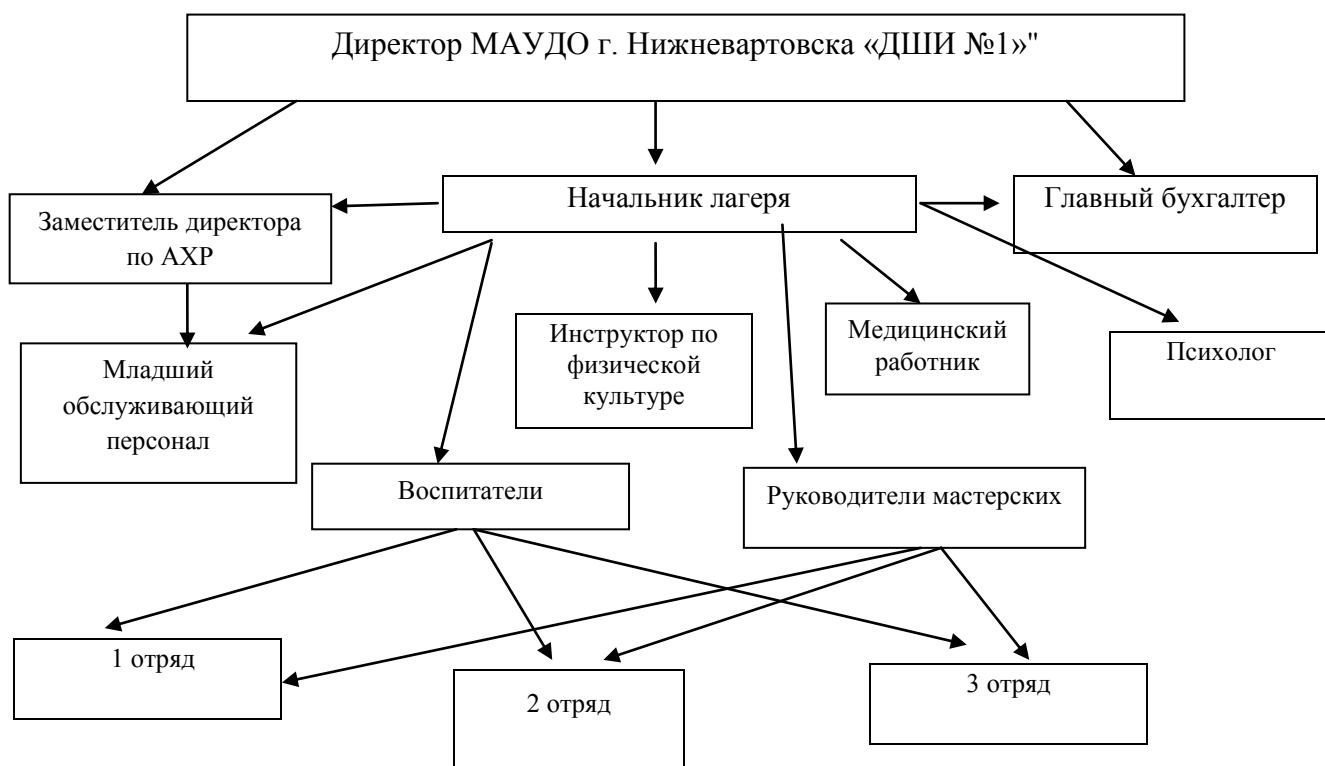 Директор МАУДО г. Нижневартовска «ДШИ №1»"
Начальник лагеря
Главный бухгалтер
Заместитель директора
по АХР
Инструктор по
физической
культуре
Медицинский
работник
Психолог
Младший
обслуживающий
персонал
Воспитатели
Руководители мастерских
1 отряд
2 отряд
3 отряд